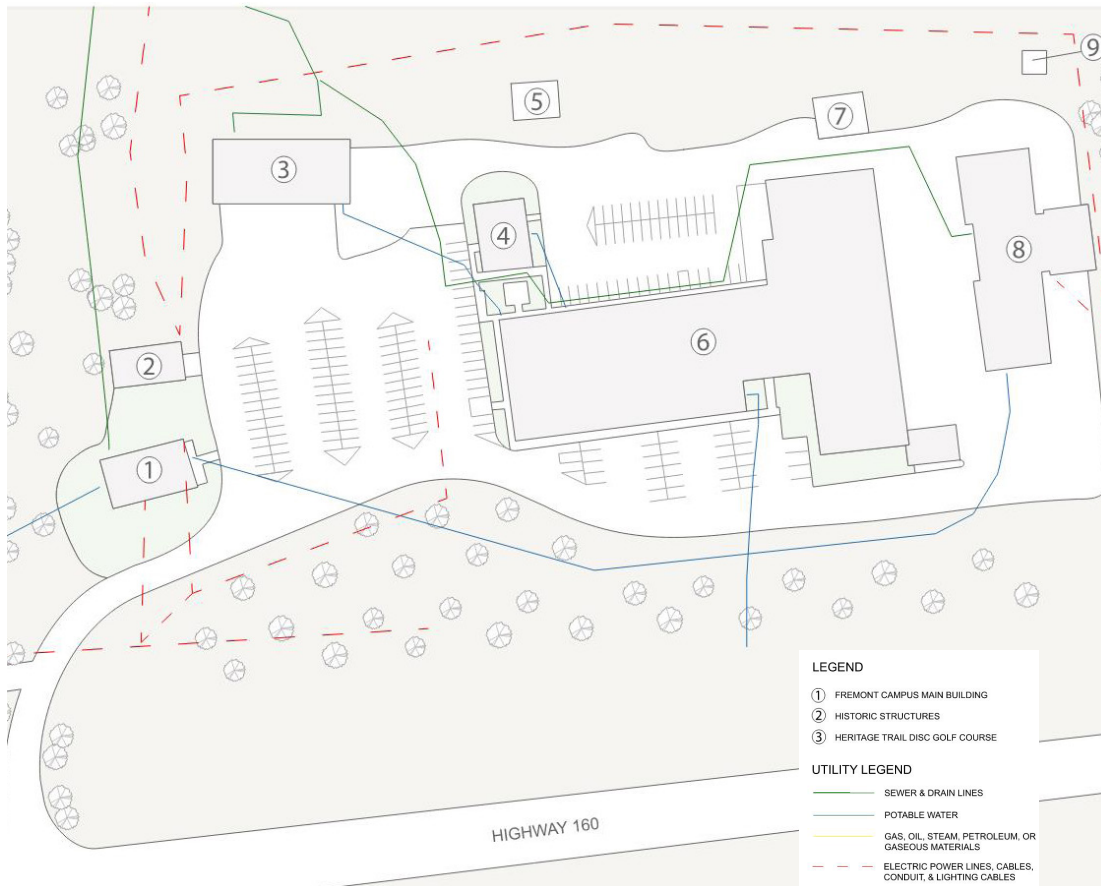 9
5
7
3
4
8
6
2
1
HIGHWAY 160
LEGEND
1 FREMONT CAMPUS MAIN BUILDING
2 HISTORIC STRUCTURES
3 HERITAGE TRAIL DISC GOLF COURSE
UTILITY LEGEND
SEWER & DRAIN LINES
POTABLE WATER
GAS, OIL, STEAM, PETROLEUM, OR
GASEOUS MATERIALS
ELECTRIC POWER LINES, CABLES,
CONDUIT, & LIGHTING CABLES